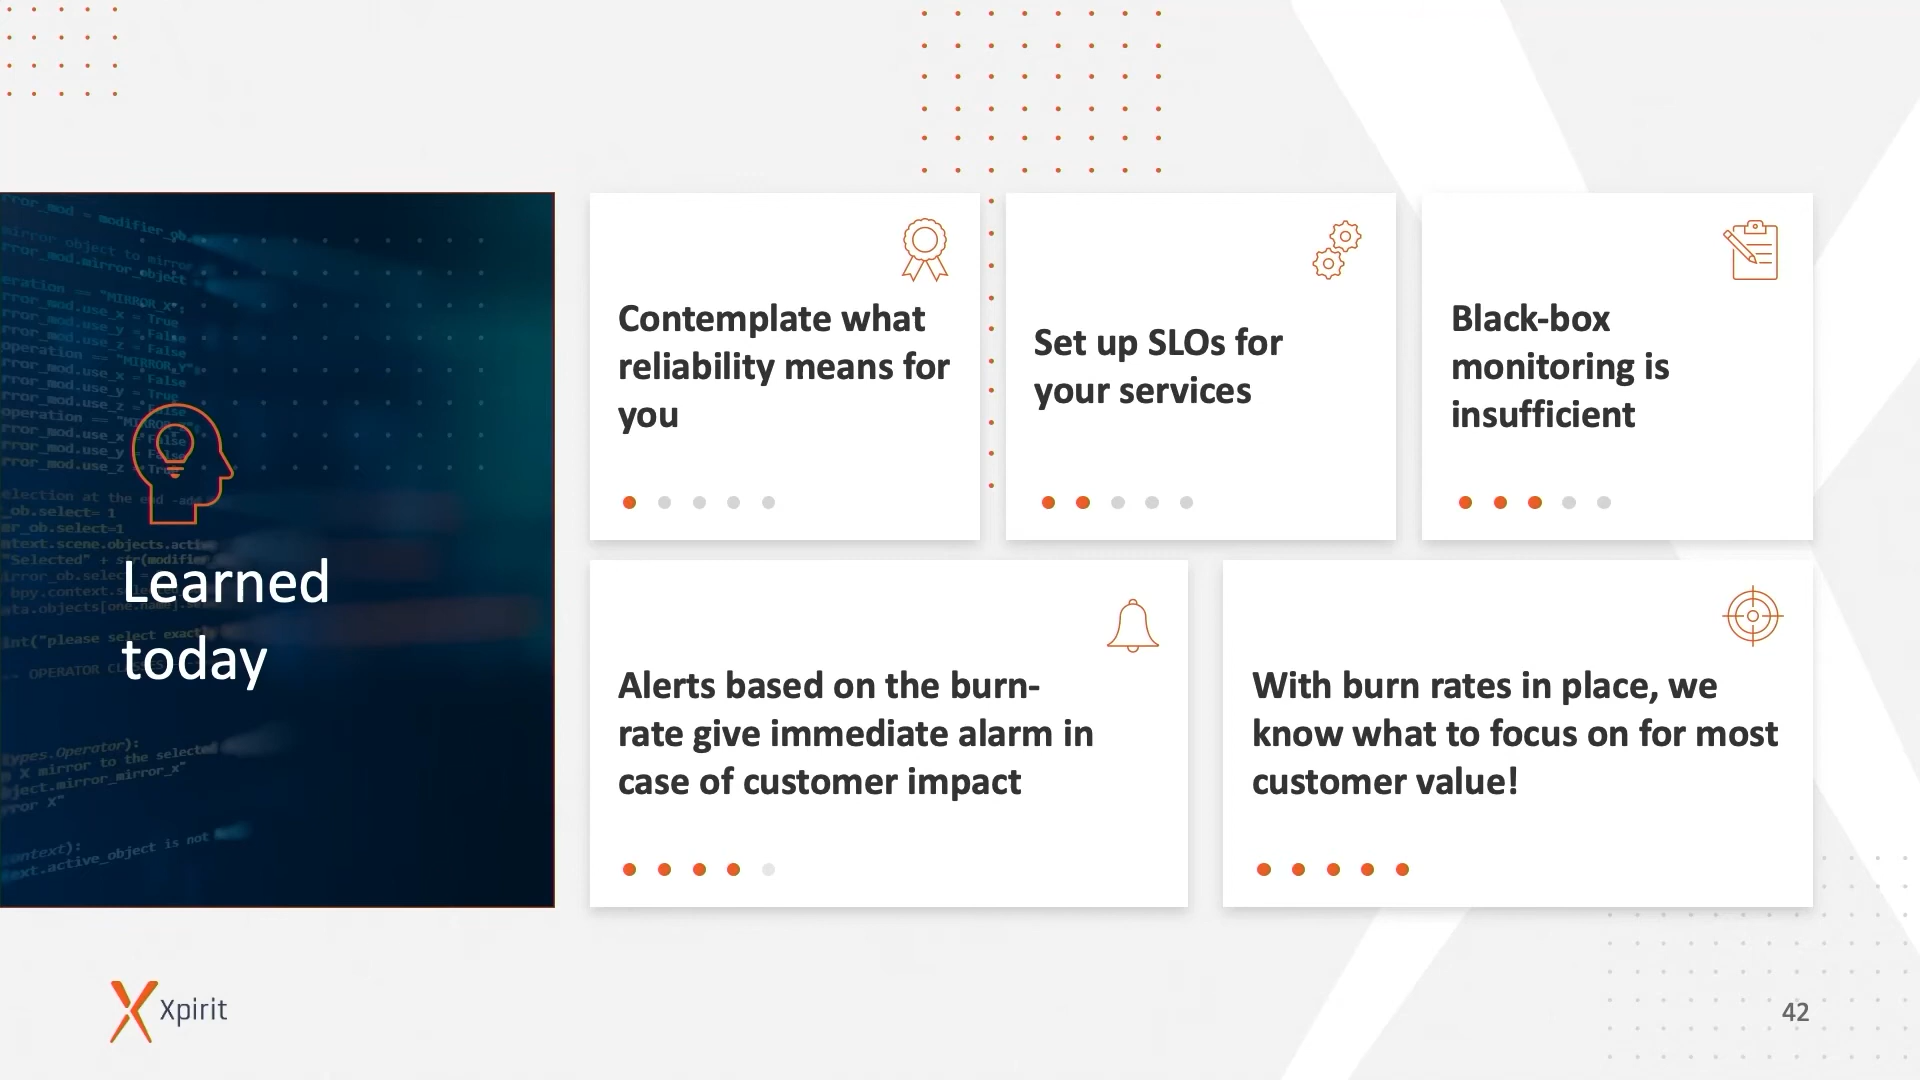 Learned
today
Contemplate what
reliability means for
you
Set up SLOs for
your services
Black-box
monitoring is
insufficient
Alerts based on the burn-
rate give immediate alarm in
case of customer impact
With burn rates in place, we
know what to focus on for most
customer value!
Xpirit
42